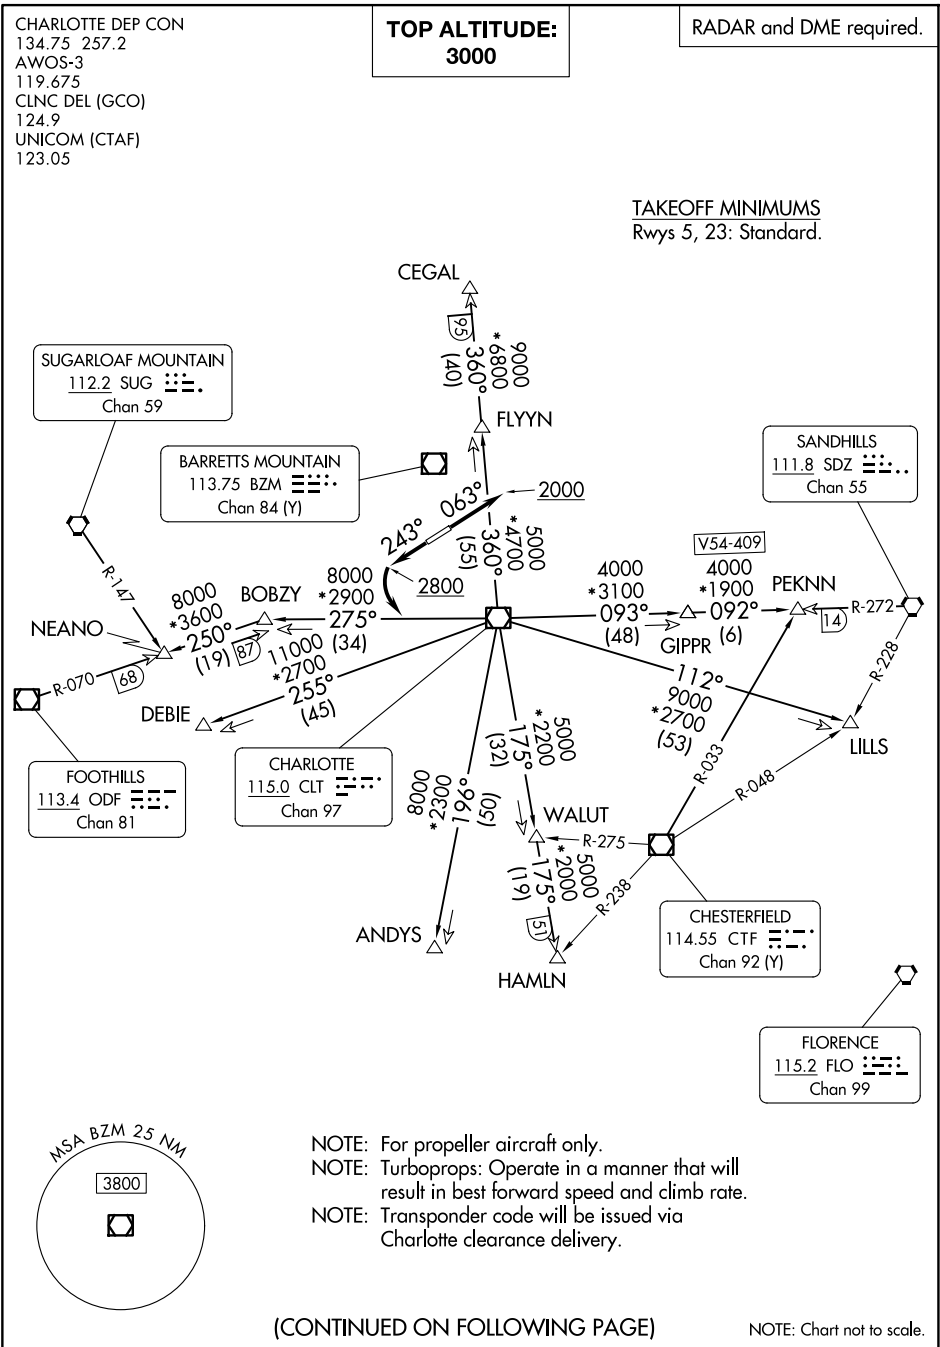 CHARLOTTE DEP CON
134.75 257.2
AWOS-3
119.675
CLNC DEL (GCO)
124.9
UNICOM (CTAF)
123.05
TOP ALTITUDE:
3000
RADAR and DME required.
TAKEOFF MINIMUMS
Rwys 5, 23: Standard.
CEGAL
95
9000
*6800
360°
(40)
FLYYN
SUGARLOAF MOUNTAIN
112.2 SUG
Chan 59
BARRETTS MOUNTAIN
113.75 BZM
Chan 84 (Y)
SANDHILLS
111.8 SDZ
Chan 55
243°
063°
2000
2800
5000
*4700
360°
(55)
R-147
NEANO
8000
*3600
250°
(19)
87
BOBZY
8000
*2900
275°
(34)
4000
*3100
093°
(48)
GIPPR
V54-409
4000
*1900
092°
(6)
PEKNN
14
R-272
R-228
R-070
68
11000
*2700
255°
(45)
DEBIE
112°
9000
*2700
(53)
LILLS
FOOTHILLS
113.4 ODF
Chan 81
CHARLOTTE
115.0 CLT
Chan 97
8000
*2300
196°
(50)
5000
*2200
175°
(32)
R-033
R-048
WALUT
R-275
5000
*2000
175°
(19)
51
R-238
ANDYS
HAMLN
CHESTERFIELD
114.55 CTF
Chan 92 (Y)
FLORENCE
115.2 FLO
Chan 99
MSA BZM 25 NM
3800
NOTE: For propeller aircraft only.
NOTE: Turboprops: Operate in a manner that will
result in best forward speed and climb rate.
NOTE: Transponder code will be issued via
Charlotte clearance delivery.
(CONTINUED ON FOLLOWING PAGE)
NOTE: Chart not to scale.